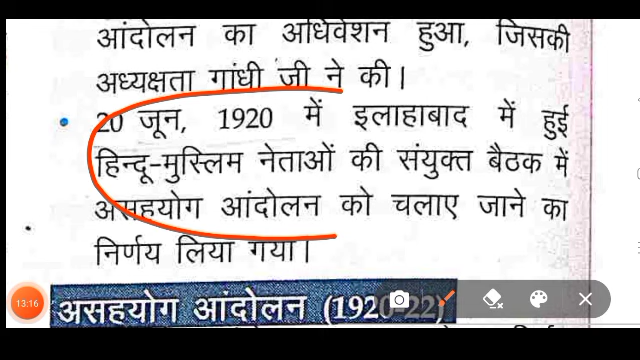 आंदोलन का अधिवेशन हुआ, जिसकी
अध्यक्षता गांधी जी ने की।
• 20 जून, 1920 में इलाहाबाद में हुई
हिन्दू-मुस्लिम नेताओं की संयुक्त बैठक में
असहयोग आंदोलन को चलाए जाने का
निर्णय लिया गया।
असहयोग आंदोलन (1920-22)
13:16